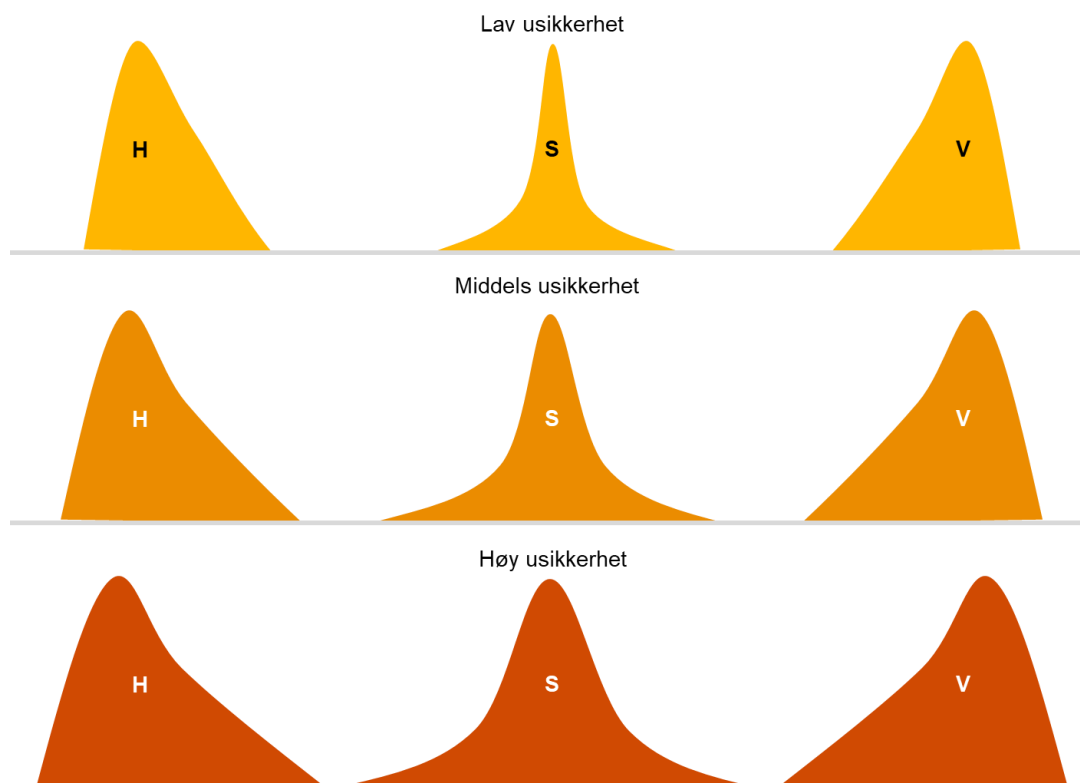 Lav usikkerhet
H S V
Middels usikkerhet
H S V
Høy usikkerhet
H S V